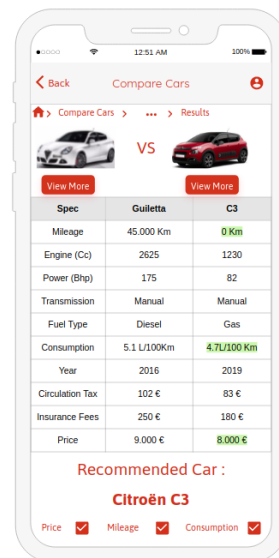 12:51 AM 100%
Back Compare Cars
Compare Cars > ... > Results
VS
View More View More
Spec Guiletta C3
Mileage 45.000 Km 0 Km
Engine (Cc) 2625 1230
Power (Bhp) 175 82
Transmission Manual Manual
Fuel Type Diesel Gas
Consumption 5.1 L/100Km 4.7L/100 Km
Year 2016 2019
Circulation Tax 102 € 83 €
Insurance Fees 250 € 180 €
Price 9.000 € 8.000 €
Recommended Car :
Citroën C3
Price Mileage Consumption